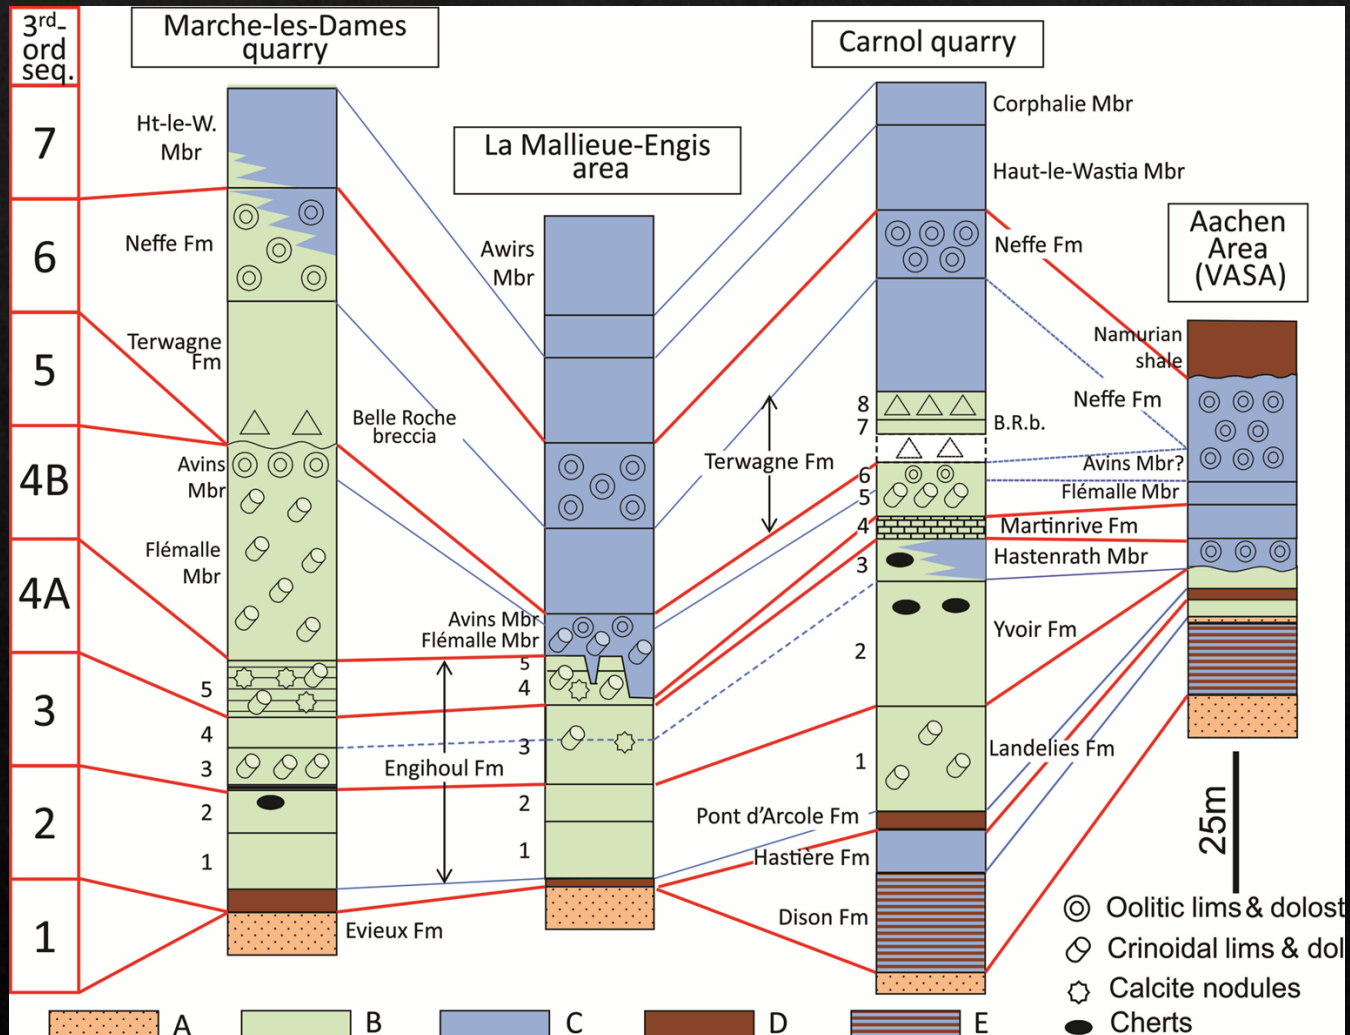 3rd-
ord
seq.
7
6
5
4B
4A
3
2
1
Marche-les-Dames
quarry
Ht-le-W.
Mbr
Neffe Fm
Terwagne
Fm
Avins
Mbr
Flémalle
Mbr
5
4
3
2
1
Evieux Fm
Belle Roche
breccia
Engihoul Fm
La Mallieue-Engis
area
Awirs
Mbr
Avins Mbr
Flémalle Mbr
5
4
3
2
1
Carnol quarry
Corphalie Mbr
Haut-le-Wastia Mbr
Neffe Fm
Terwagne Fm
8
7
B.R.b.
6
5
4
3
2
1
Martinrive Fm
Hastenrath Mbr
Yvoir Fm
Landelies Fm
Pont d'Arcole Fm
Hastière Fm
Dison Fm
Aachen
Area
(VASA)
Namurian
shale
Neffe Fm
Avins Mbr?
Flémalle Mbr
25m
Oolitic lims & dolost
Crinoidal lims & dol
Calcite nodules
Cherts
A
B
C
D
E